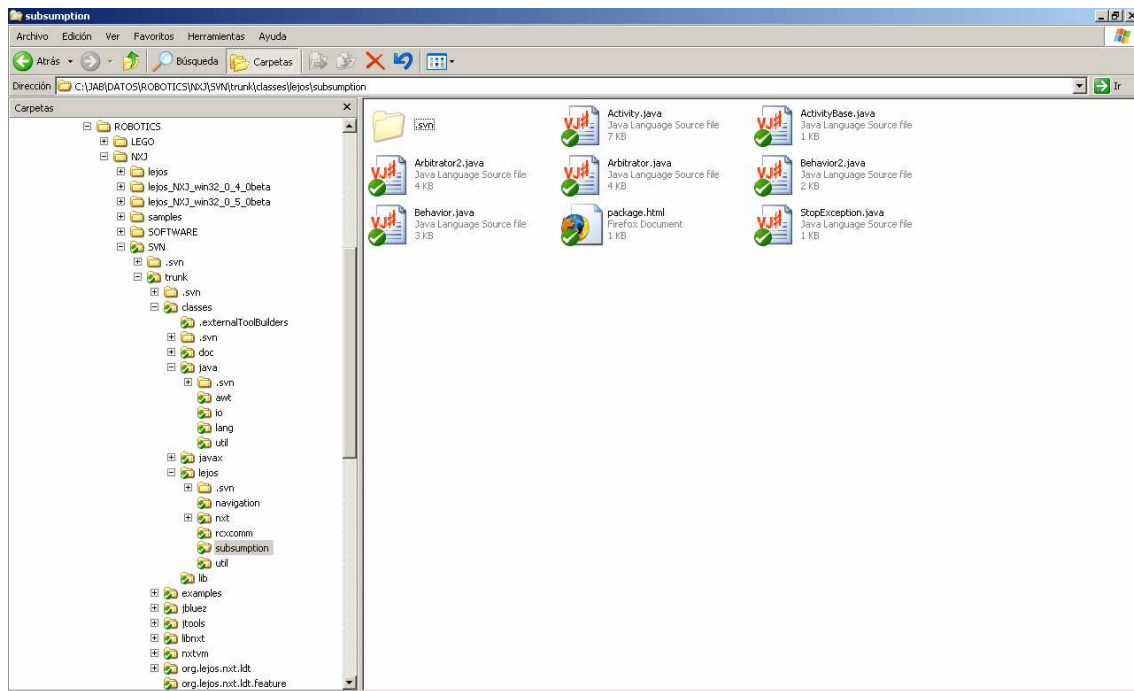 subsumption
Archivo Edición Ver Favoritos Herramientas Ayuda
Atrás Búsqueda Carpetas
Dirección C:\JAB\DATOS\ROBOTICS\NXJ\SVN\trunk\classes\lejos\subsumption Ir
Carpetas
ROBOTICS
LEGO
NXJ
lejos
lejos_NXJ_win32_0_4_0beta
lejos_NXJ_win32_0_5_0beta
samples
SOFTWARE
SVN
.svn
trunk
.svn
classes
.externalToolBuilders
.svn
doc
java
.svn
awt
io
lang
util
javax
lejos
.svn
navigation
nxt
rcxcomm
subsumption
util
lib
examples
jbluez
jtools
libnxt
nxtvm
org.lejos.nxt.ldt
org.lejos.nxt.ldt.feature
.svn
Activity.java
Java Language Source file
7 KB
ActivityBase.java
Java Language Source file
1 KB
Arbitrator2.java
Java Language Source file
4 KB
Arbitrator.java
Java Language Source file
4 KB
Behavior2.java
Java Language Source file
2 KB
Behavior.java
Java Language Source file
3 KB
package.html
Firefox Document
1 KB
StopException.java
Java Language Source file
1 KB